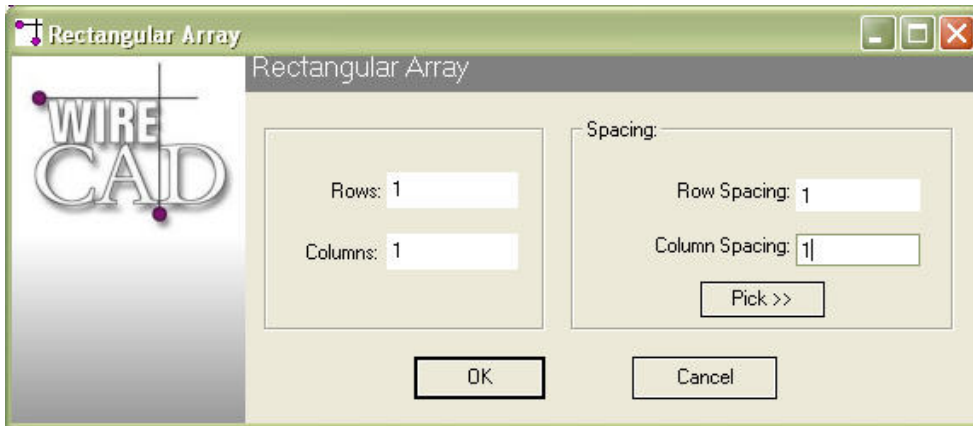 Rectangular Array
Rectangular Array
WIRE
CAD
Rows: 1
Columns: 1
Spacing:
Row Spacing: 1
Column Spacing: 1
Pick >>
OK
Cancel